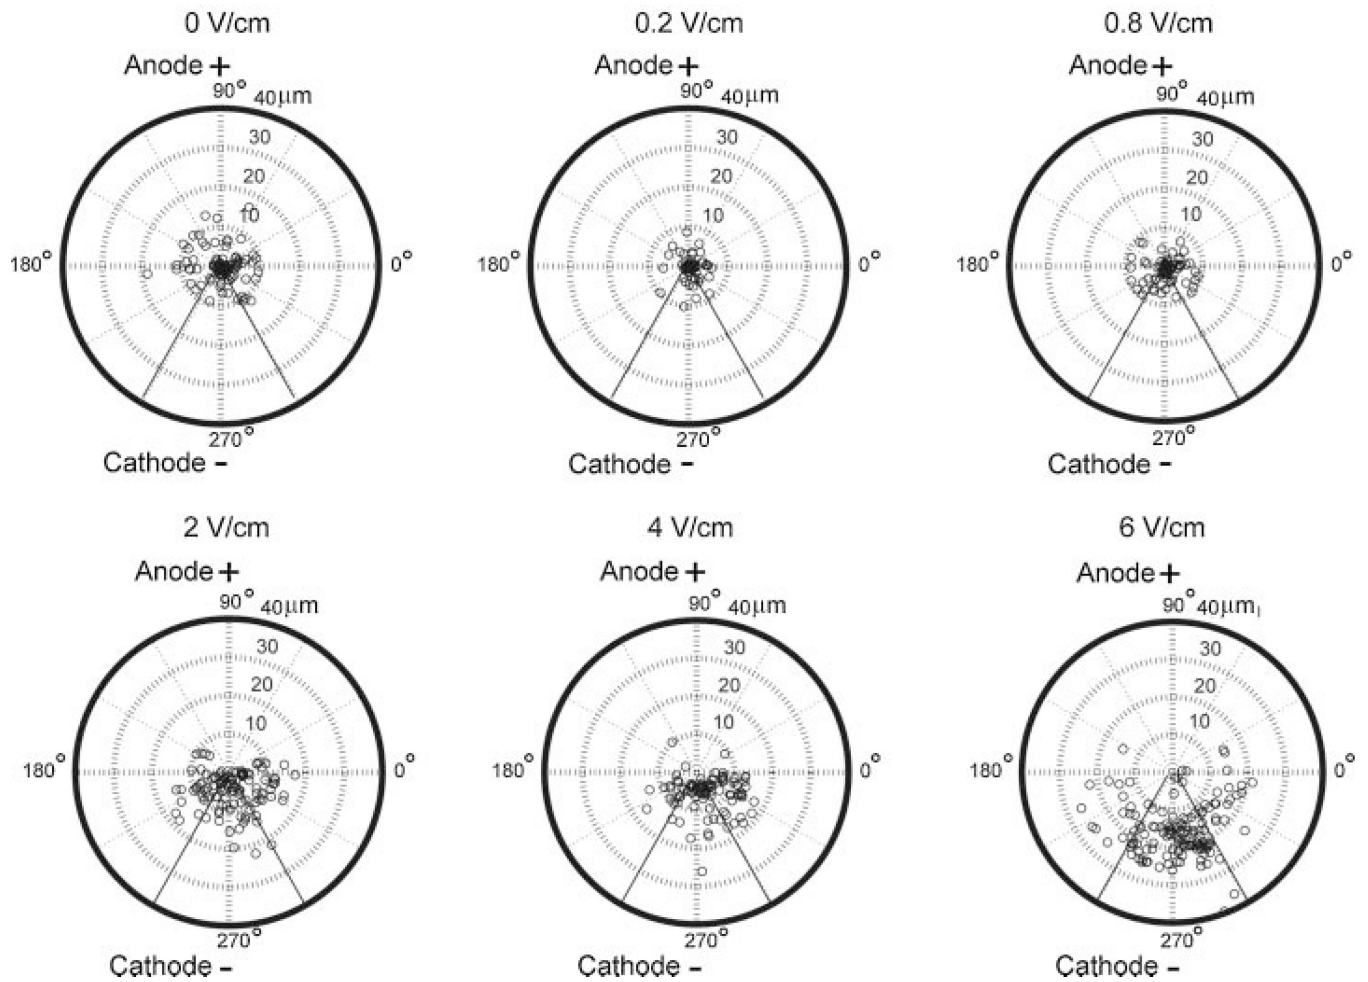 0 V/cm
Anode +
90° 40μm
30
20
10
180°
0°
270°
Cathode -
0.2 V/cm
Anode +
90° 40μm
30
20
10
180°
0°
270°
Cathode -
0.8 V/cm
Anode +
90° 40μm
30
20
10
180°
0°
270°
Cathode -
2 V/cm
Anode +
90° 40μm
30
20
10
180°
0°
270°
Cathode -
4 V/cm
Anode +
90° 40μm
30
20
10
180°
0°
270°
Cathode -
6 V/cm
Anode +
90° 40μm
30
20
10
180°
0°
270°
Cathode -